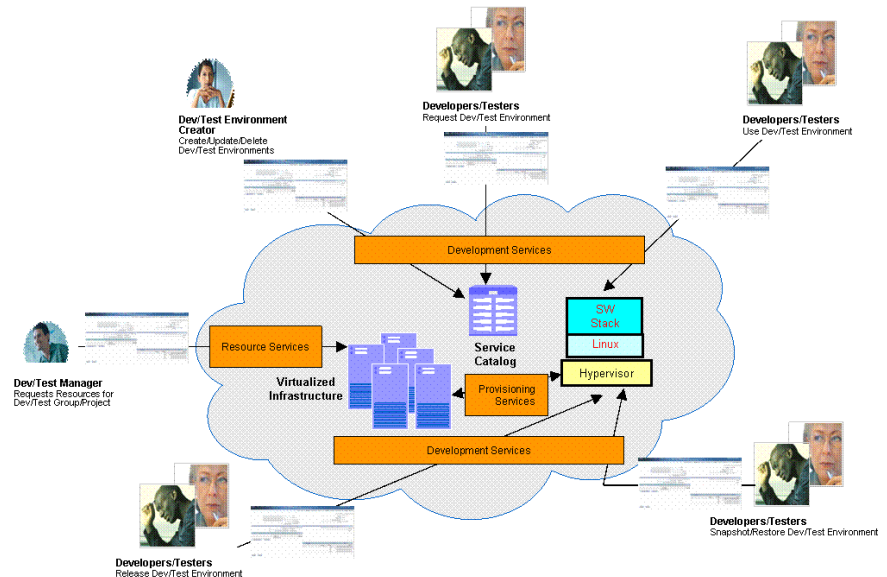 Developers/Testers
Request Dev/Test Environment
Dev/Test Environment
Creator
Create/Update/Delete
Dev/Test Environments
Developers/Testers
Use Dev/Test Environment
Development Services
SW
Stack
Linux
Hypervisor
Service
Catalog
Resource Services
Virtualized
Infrastructure
Provisioning
Services
Dev/Test Manager
Requests Resources for
Dev/Test Group/Project
Development Services
Developers/Testers
Snapshot/Restore Dev/Test Environment
Developers/Testers
Release Dev/Test Environment